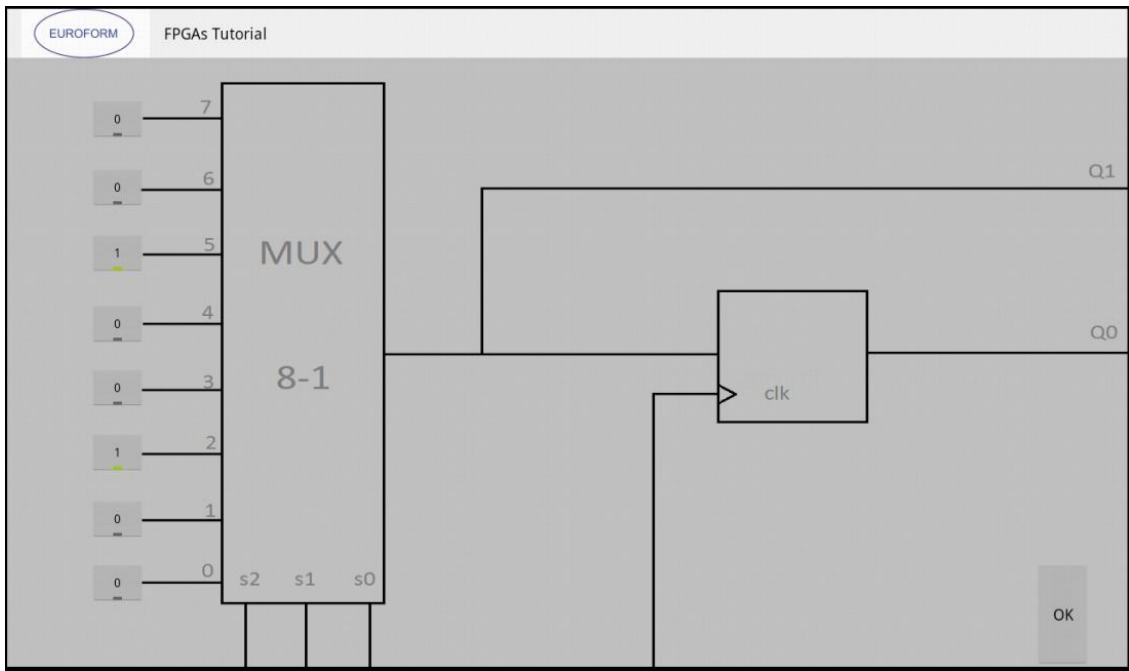 EUROFORM
FPGAs Tutorial
0 7
0 6
Q1
1 5
MUX
0 4
Q0
8-1
0 3
clk
1 2
0 1
0 0
s2 s1 s0
OK